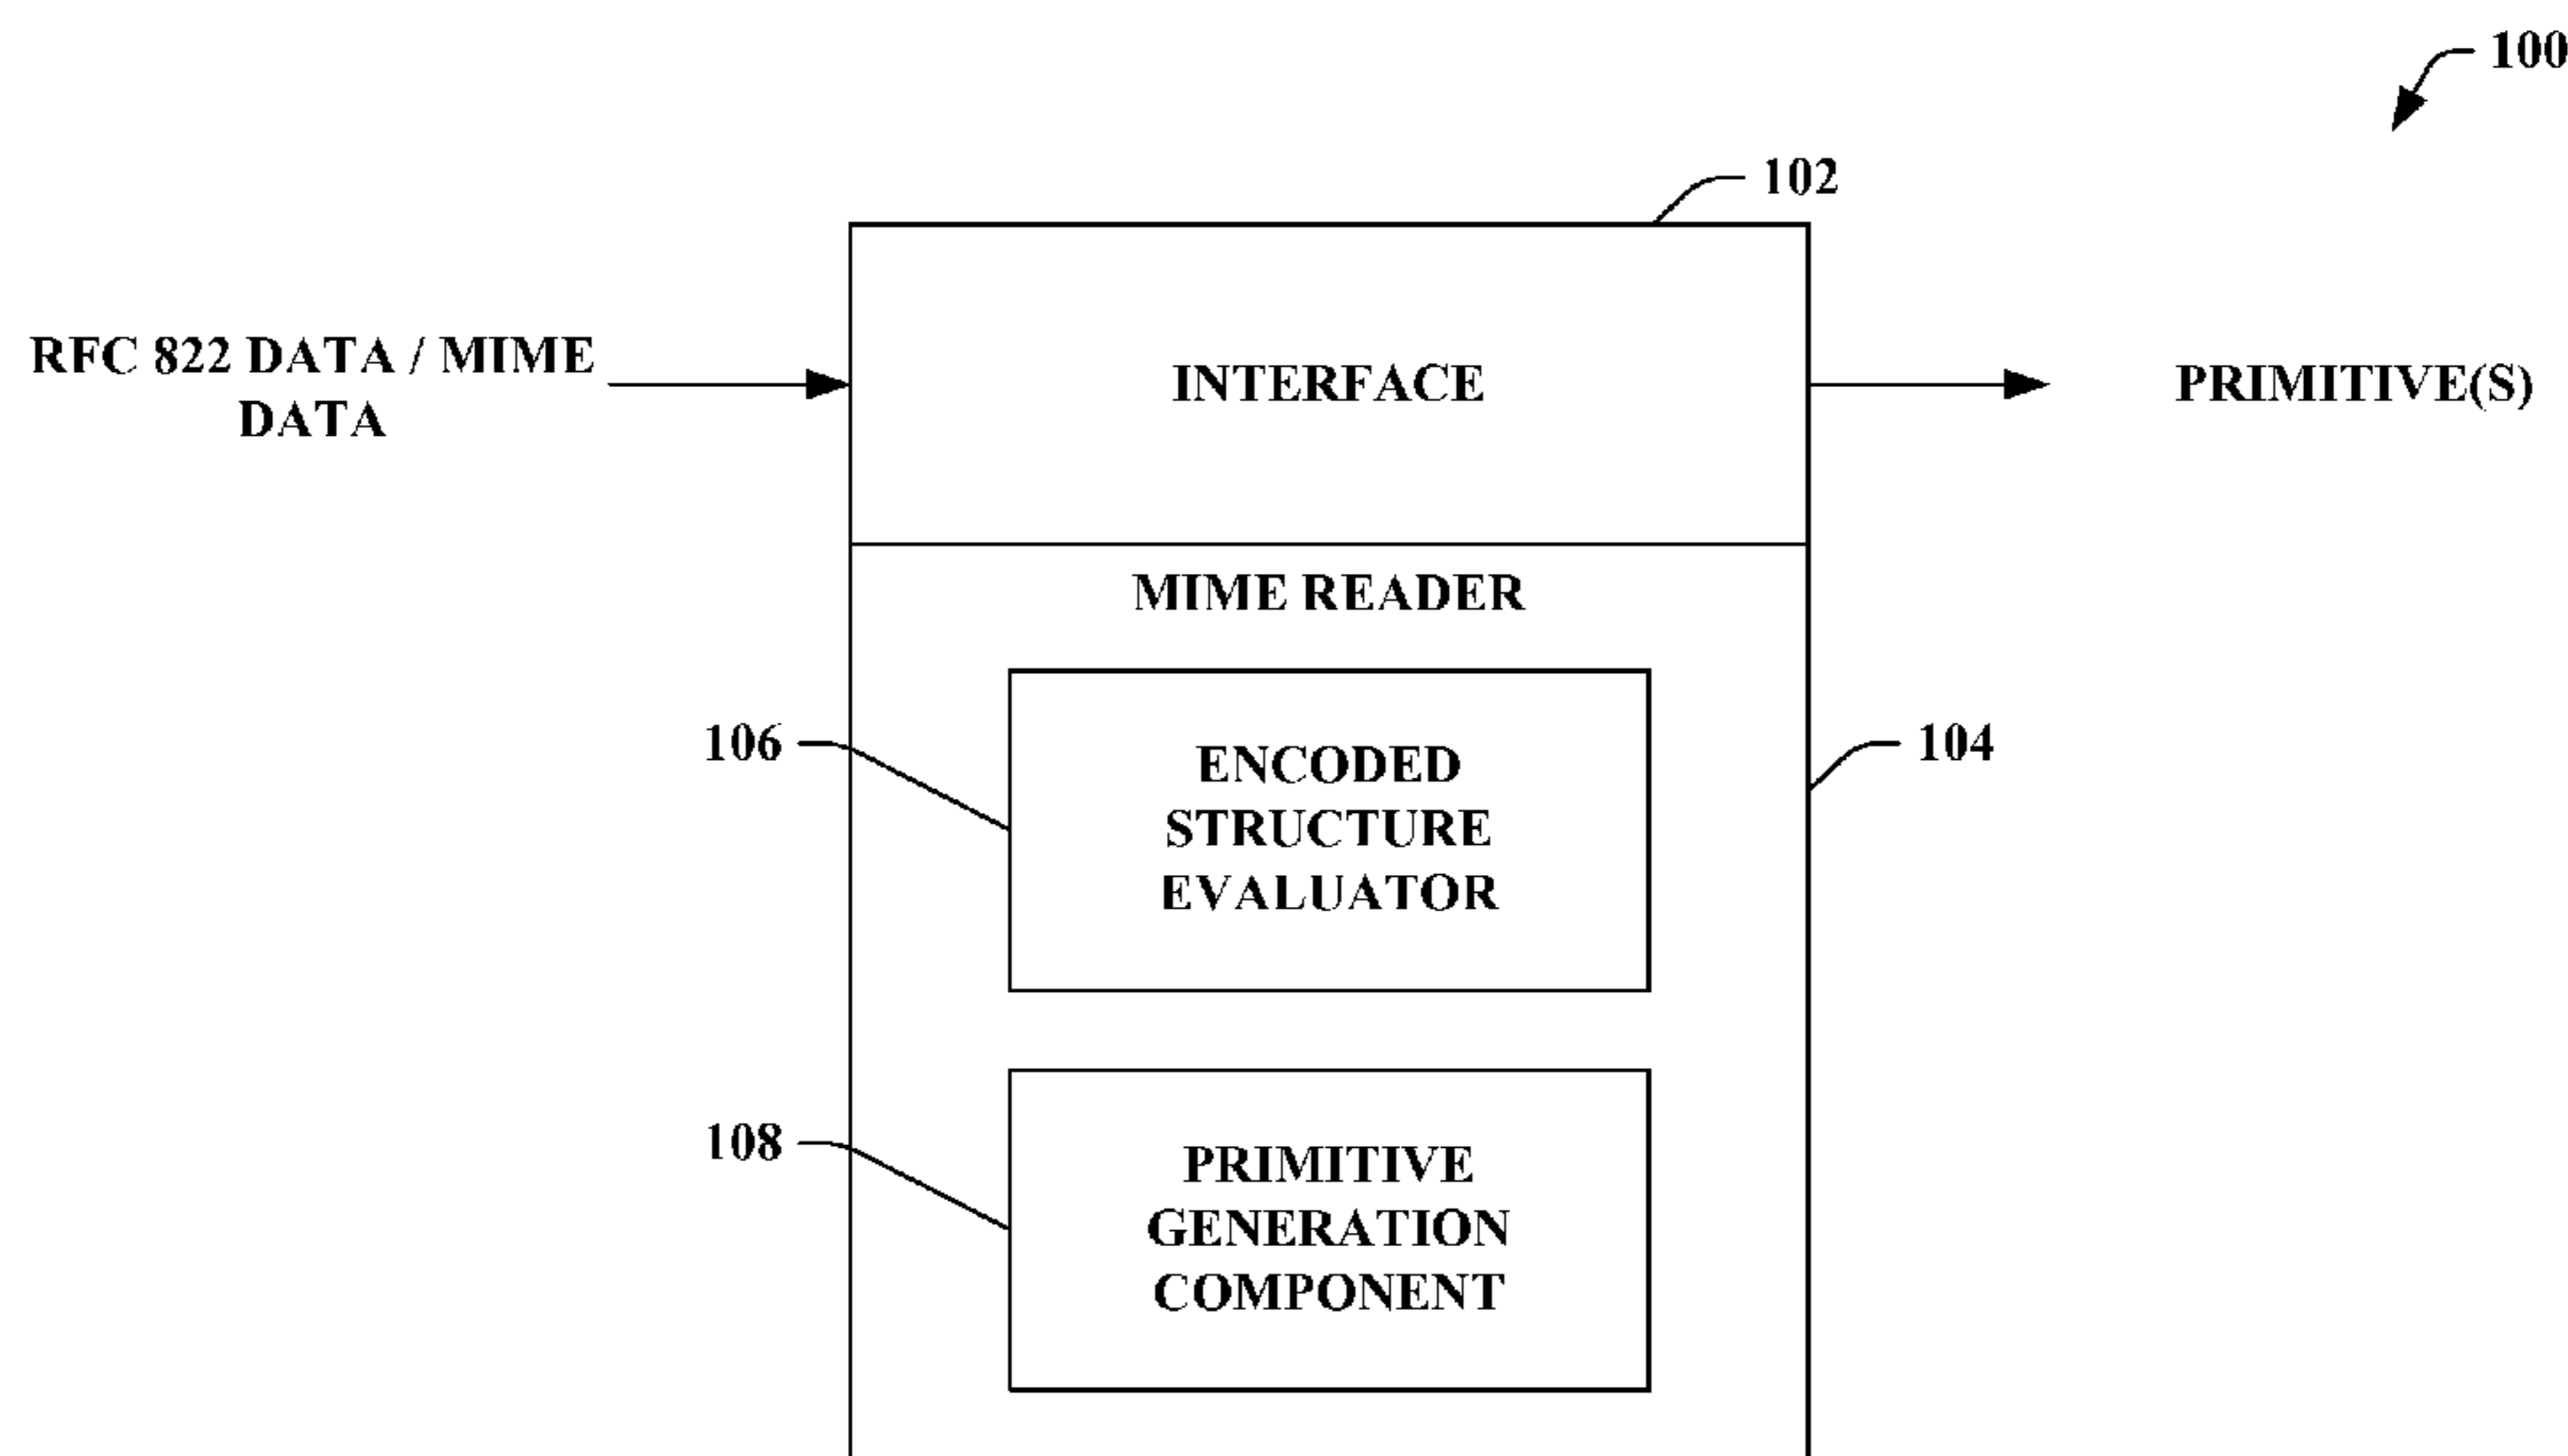 100
102
RFC 822 DATA / MIME
DATA
INTERFACE
PRIMITIVE(S)
MIME READER
106
ENCODED
STRUCTURE
EVALUATOR
104
108
PRIMITIVE
GENERATION
COMPONENT